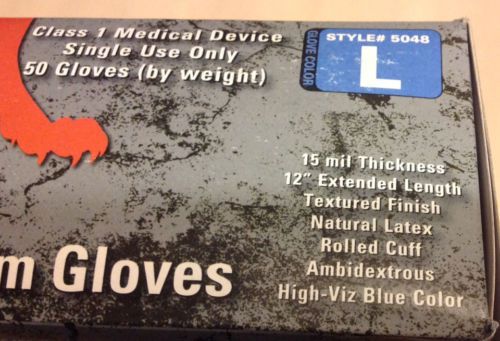 Class 1 Medical Device
Single Use Only
50 Gloves (by weight)
GLOVE COLOR
STYLE# 5048
L
15 mil Thickness
12" Extended Length
Textured Finish
Natural Latex
Rolled Cuff
Ambidextrous
High-Viz Blue Color
m Gloves